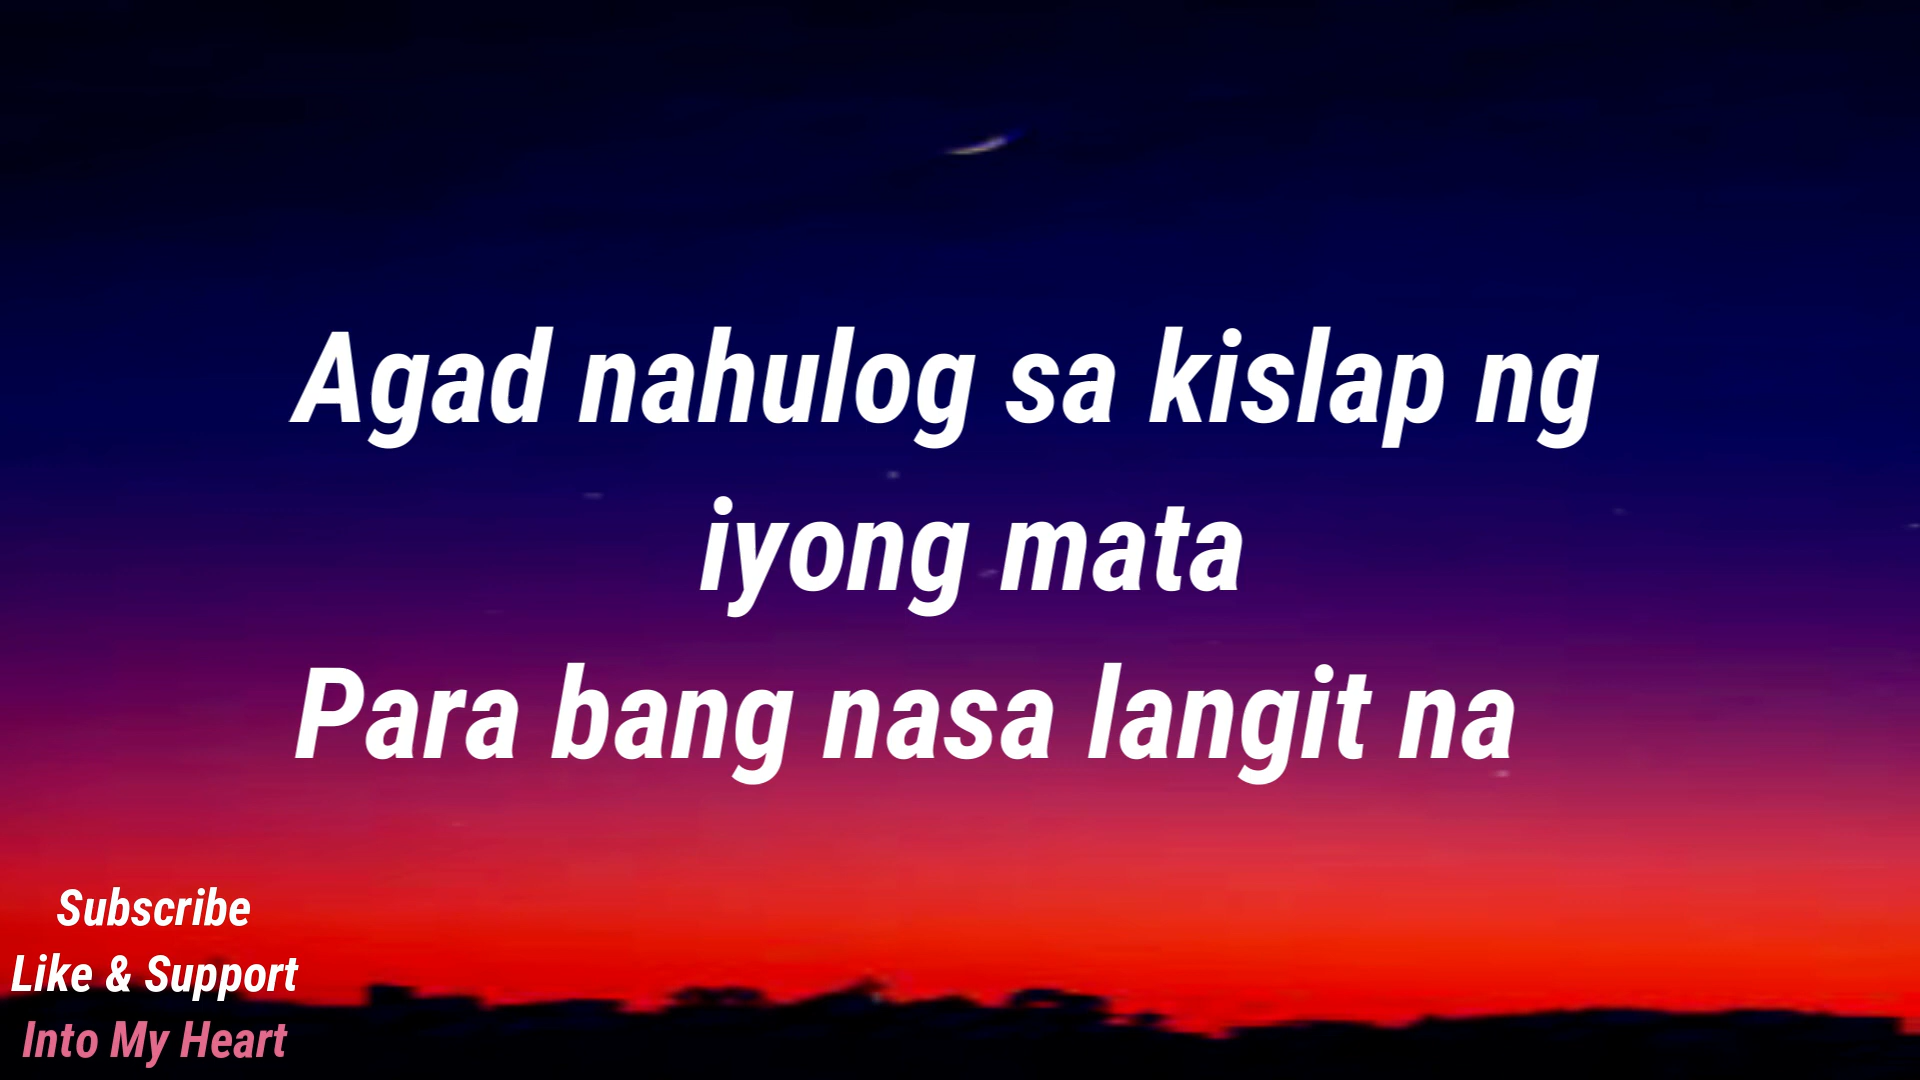 Agad nahulog sa kislap ng
iyong mata
Para bang nasa langit na
Subscribe
Like & Support
Into My Heart